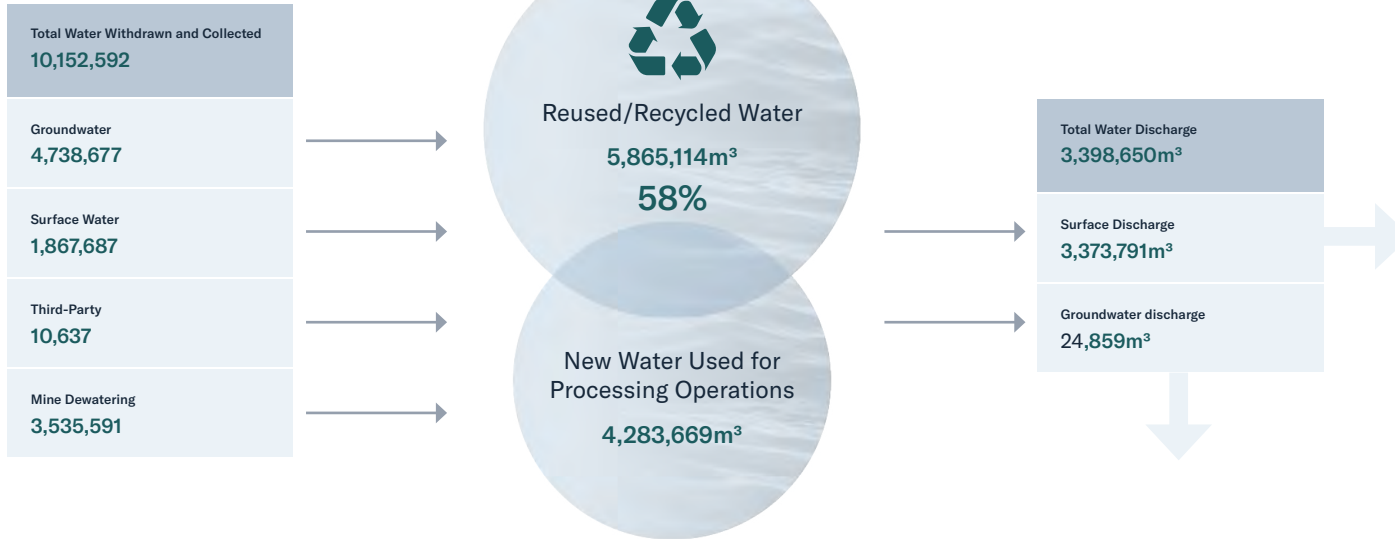 Total Water Withdrawn and Collected
10,152,592
Groundwater
4,738,677
Surface Water
1,867,687
Third-Party
10,637
Mine Dewatering
3,535,591
Reused/Recycled Water
5,865,114m³
58%
New Water Used for
Processing Operations
4,283,669m³
Total Water Discharge
3,398,650m³
Surface Discharge
3,373,791m³
Groundwater discharge
24,859m³